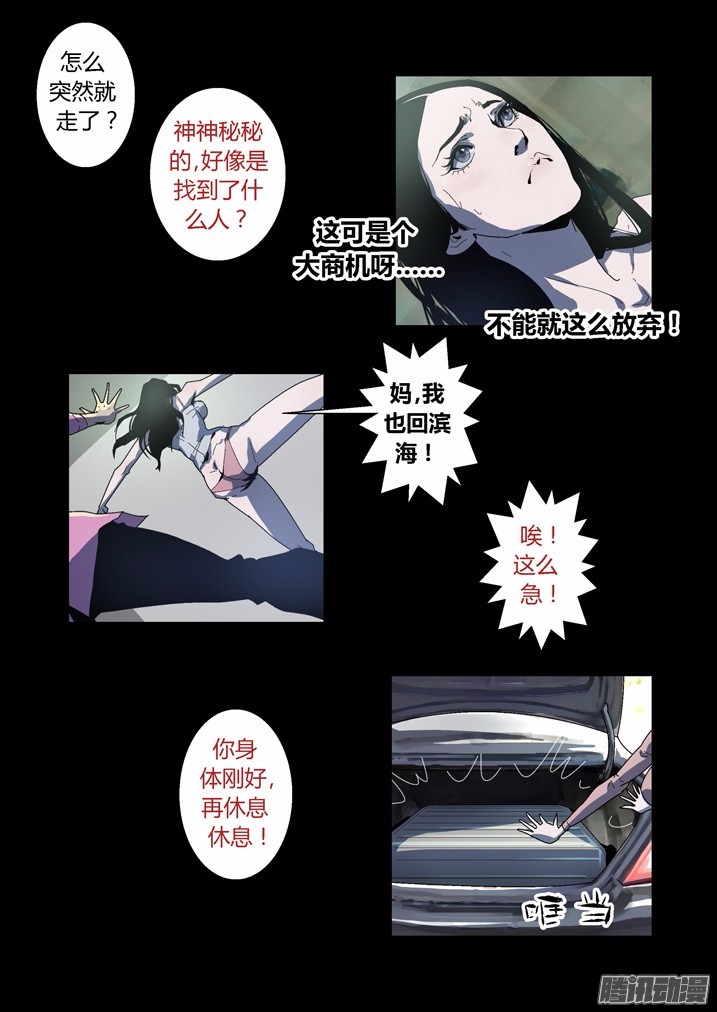 怎么
突然就
走了？
神神秘秘
的,好像是
找到了什
么人？
这可是个
大商机呀……
不能就这么放弃！
妈,我
也回滨
海！
唉！
这么
急！
你身
体刚好，
再休息
休息！
哐当
腾讯动漫